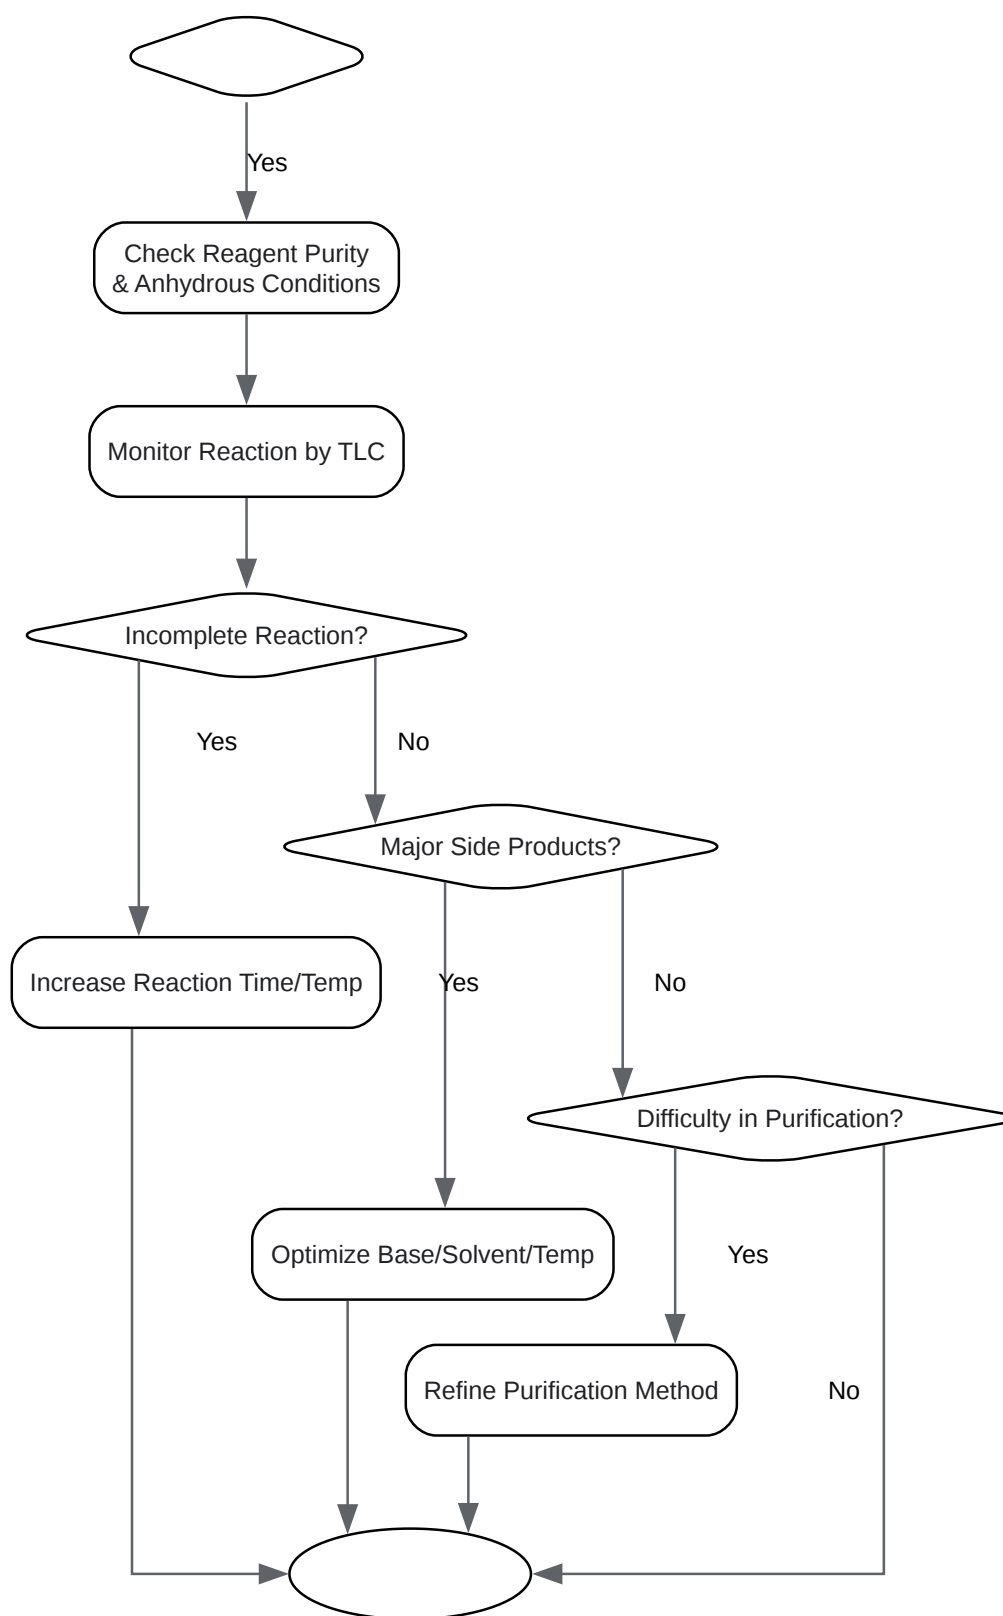 Yes
Check Reagent Purity
& Anhydrous Conditions
Monitor Reaction by TLC
Incomplete Reaction?
Yes
No
Major Side Products?
Increase Reaction Time/Temp
Yes
No
Difficulty in Purification?
Optimize Base/Solvent/Temp
Yes
Refine Purification Method
No